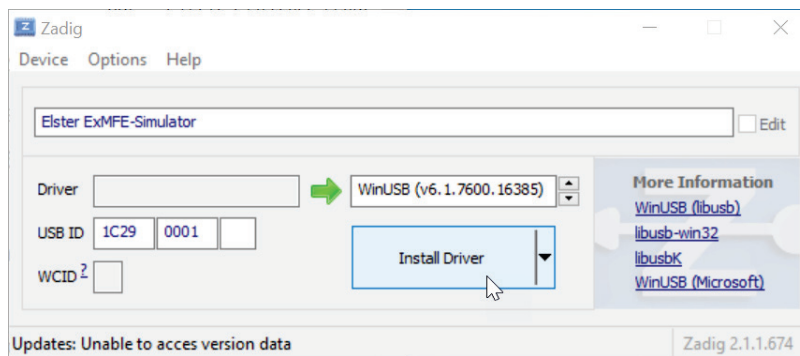 Zadig
Device Options Help
Elster ExMFE-Simulator
Edit
Driver
WinUSB (v6.1.7600.16385)
USB ID 1C29 0001
WCID ?
Install Driver
More Information
WinUSB (libusb)
libusb-win32
libusbK
WinUSB (Microsoft)
Updates: Unable to acces version data
Zadig 2.1.1.674